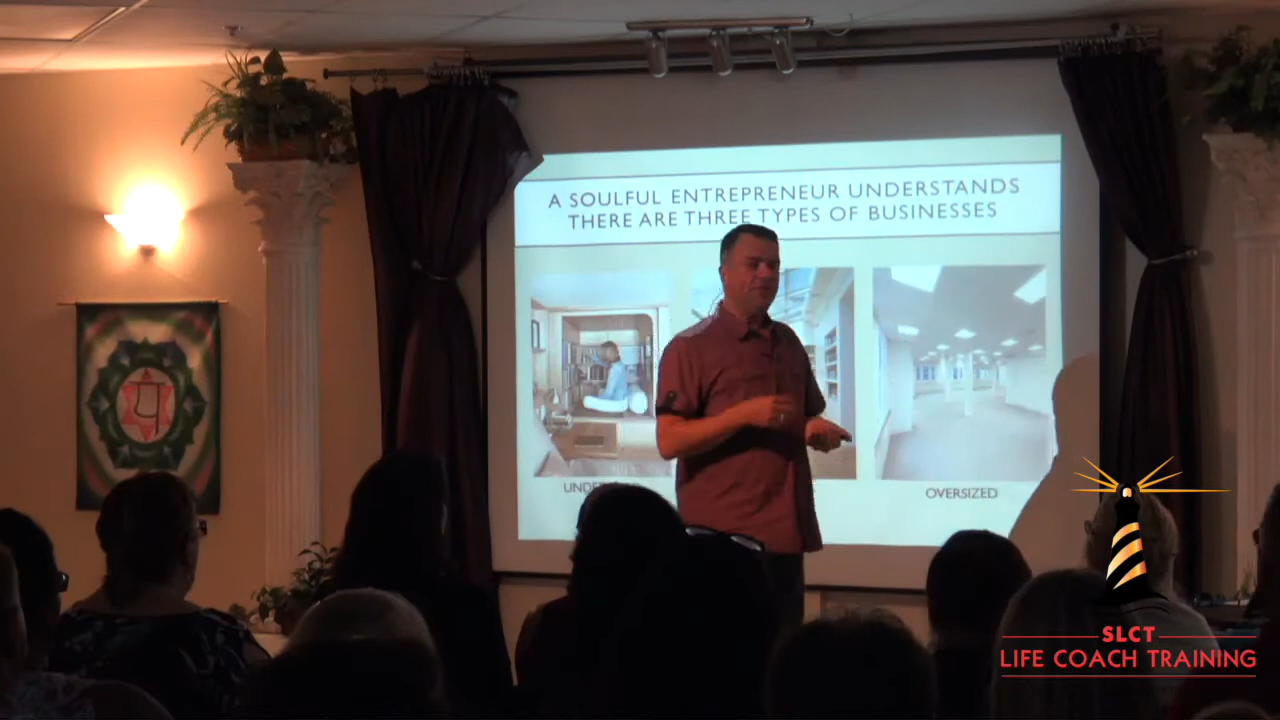 A SOULFUL ENTREPRENEUR UNDERSTANDS
THERE ARE THREE TYPES OF BUSINESSES
OVERSIZED
प
SLCT
LIFE COACH TRAINING